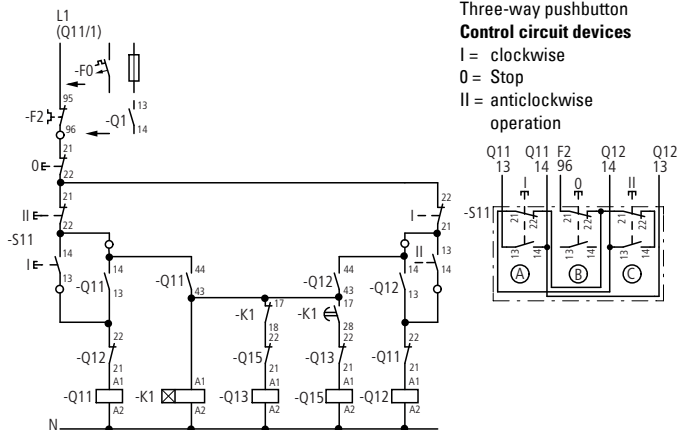 L1
(Q11/1)
-F0
95
-F2
96
13
-Q1
14
0
21
22
II
21
22
-S11
I
14
13
14
-Q11
13
44
-Q11
43
44
-Q12
43
14
-Q12
13
I
22
21
II
13
14
-K1
17
18
-K1
17
28
22
-Q12
21
22
-Q15
21
22
-Q13
21
22
-Q11
21
A1
-Q11
A2
A1
-K1
A2
A1
-Q13
A2
A1
-Q15
A2
A1
-Q12
A2
N
Three-way pushbutton
Control circuit devices
I = clockwise
0 = Stop
II = anticlockwise
operation
Q11 Q11 F2 Q12 Q12
13 14 96 14 13
I 0 II
-S11
21 22 21 22 21 22
13 14 13 14 13 14
A B C